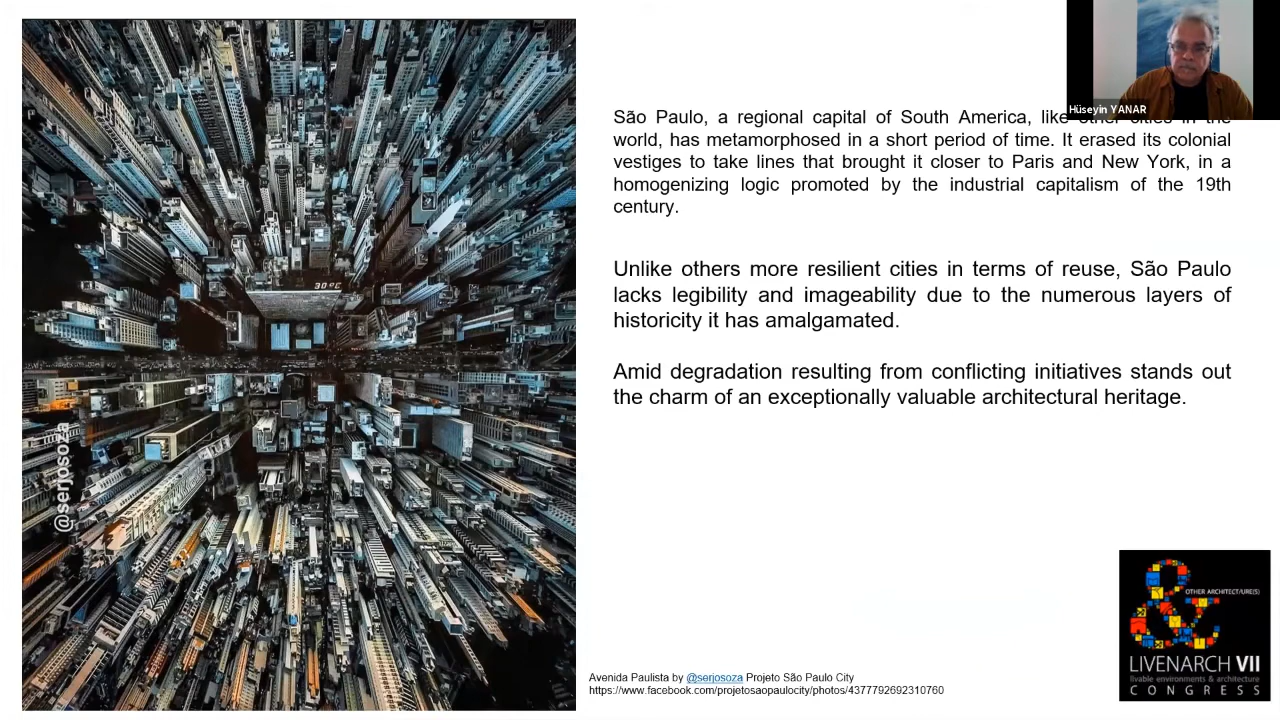 Hüseyin YANAR
São Paulo, a regional capital of South America, like other cities in the
world, has metamorphosed in a short period of time. It erased its colonial
vestiges to take lines that brought it closer to Paris and New York, in a
homogenizing logic promoted by the industrial capitalism of the 19th
century.
Unlike others more resilient cities in terms of reuse, São Paulo
lacks legibility and imageability due to the numerous layers of
historicity it has amalgamated.
Amid degradation resulting from conflicting initiatives stands out
the charm of an exceptionally valuable architectural heritage.
30°C
@serjosoza
OTHER ARCHITECT/URE(S)
LIVENARCH VII
livable environments & architecture
CONGRESS
Avenida Paulista by @serjosoza Projeto São Paulo City
https://www.facebook.com/projetosaopaulocity/photos/4377792692310760